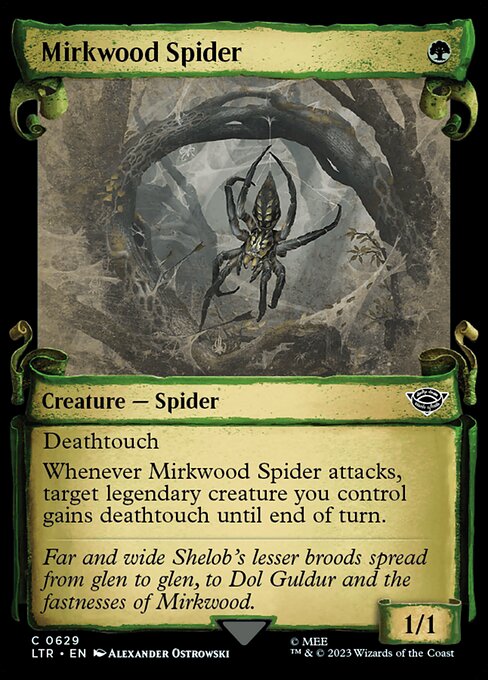 Mirkwood Spider
Creature — Spider
Deathtouch
Whenever Mirkwood Spider attacks,
target legendary creature you control
gains deathtouch until end of turn.
Far and wide Shelob's lesser broods spread
from glen to glen, to Dol Guldur and the
fastnesses of Mirkwood.
1/1
C 0629
LTR • EN Alexander Ostrowski
© MEE
™ & © 2023 Wizards of the Coast